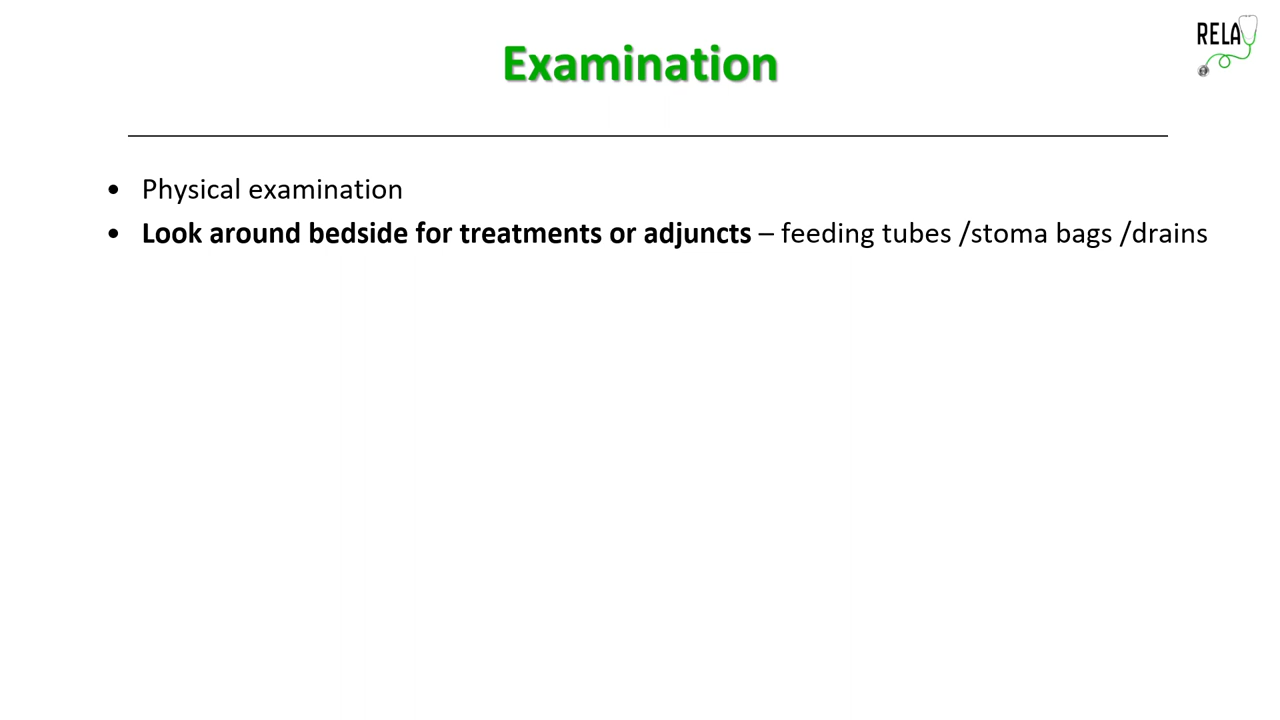 RELA
Examination
• Physical examination
• Look around bedside for treatments or adjuncts – feeding tubes /stoma bags /drains